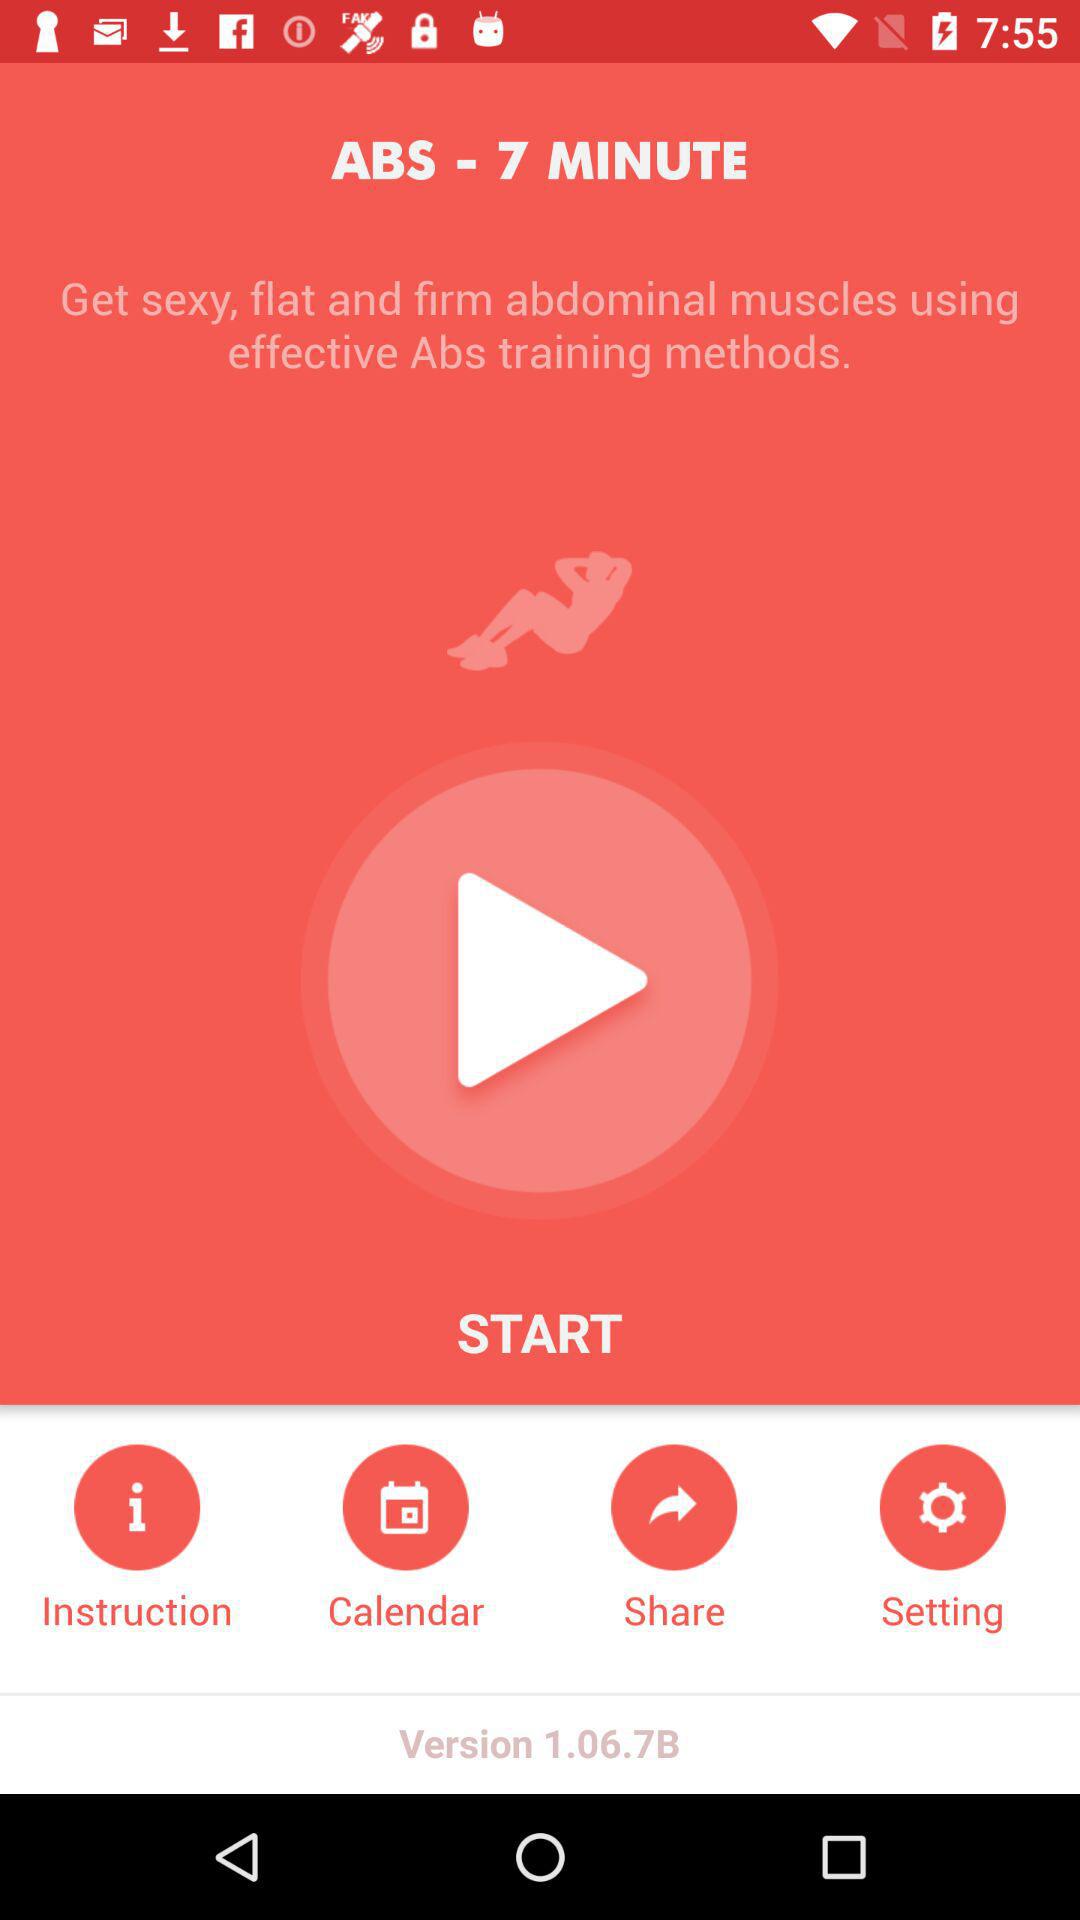 FAKE
7:55
ABS - 7 MINUTE
Get sexy, flat and firm abdominal muscles using
effective Abs training methods.
START
Instruction Calendar Share Setting
Version 1.06.7B